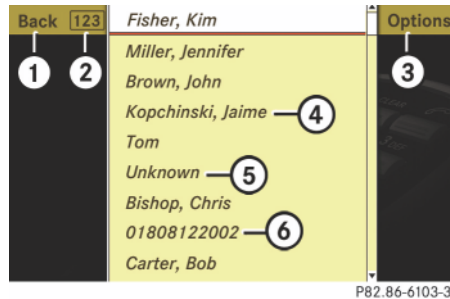 Back 123 Fisher, Kim Options
Miller, Jennifer
1 2 Brown, John 3
Kopchinski, Jaime 4
Tom
Unknown 5
Bishop, Chris
01808122002 6
Carter, Bob
P82.86-6103-3